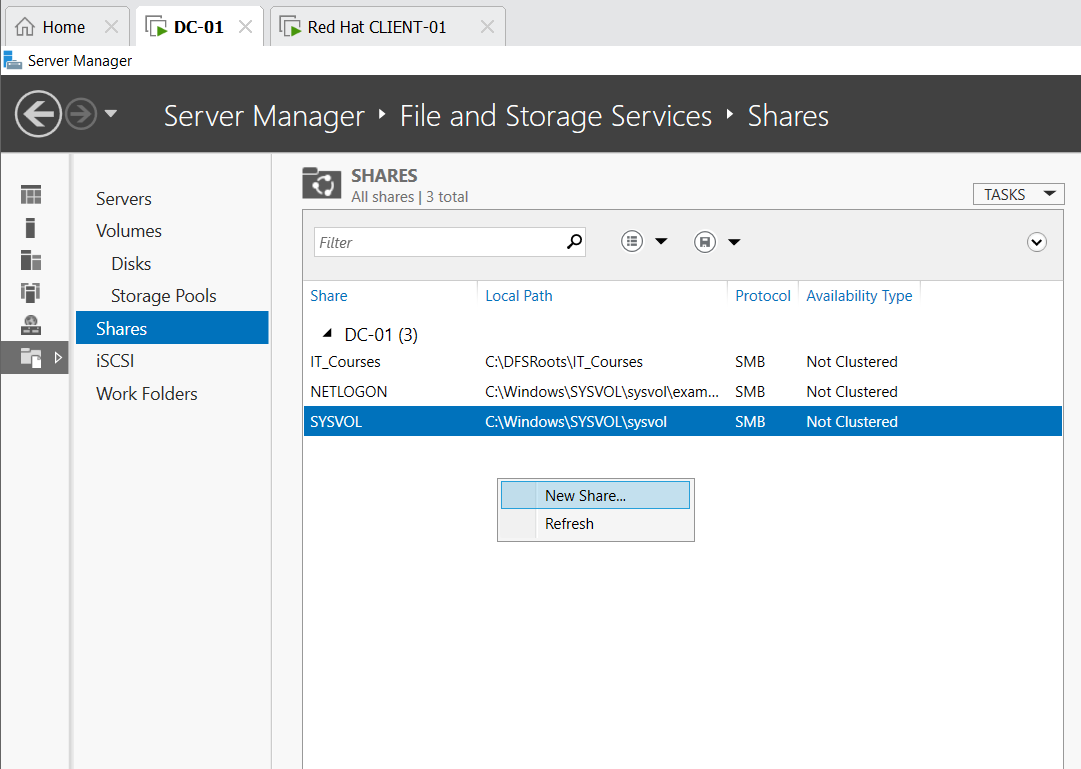 Home
DC-01
Red Hat CLIENT-01
Server Manager
Server Manager ‣ File and Storage Services ‣ Shares
Servers
Volumes
Disks
Storage Pools
Shares
iSCSI
Work Folders
SHARES
All shares | 3 total
TASKS
Filter
Share Local Path Protocol Availability Type
DC-01 (3)
IT_Courses C:\DFSRoots\IT_Courses SMB Not Clustered
NETLOGON C:\Windows\SYSVOL\sysvol\exam... SMB Not Clustered
SYSVOL C:\Windows\SYSVOL\sysvol SMB Not Clustered
New Share...
Refresh